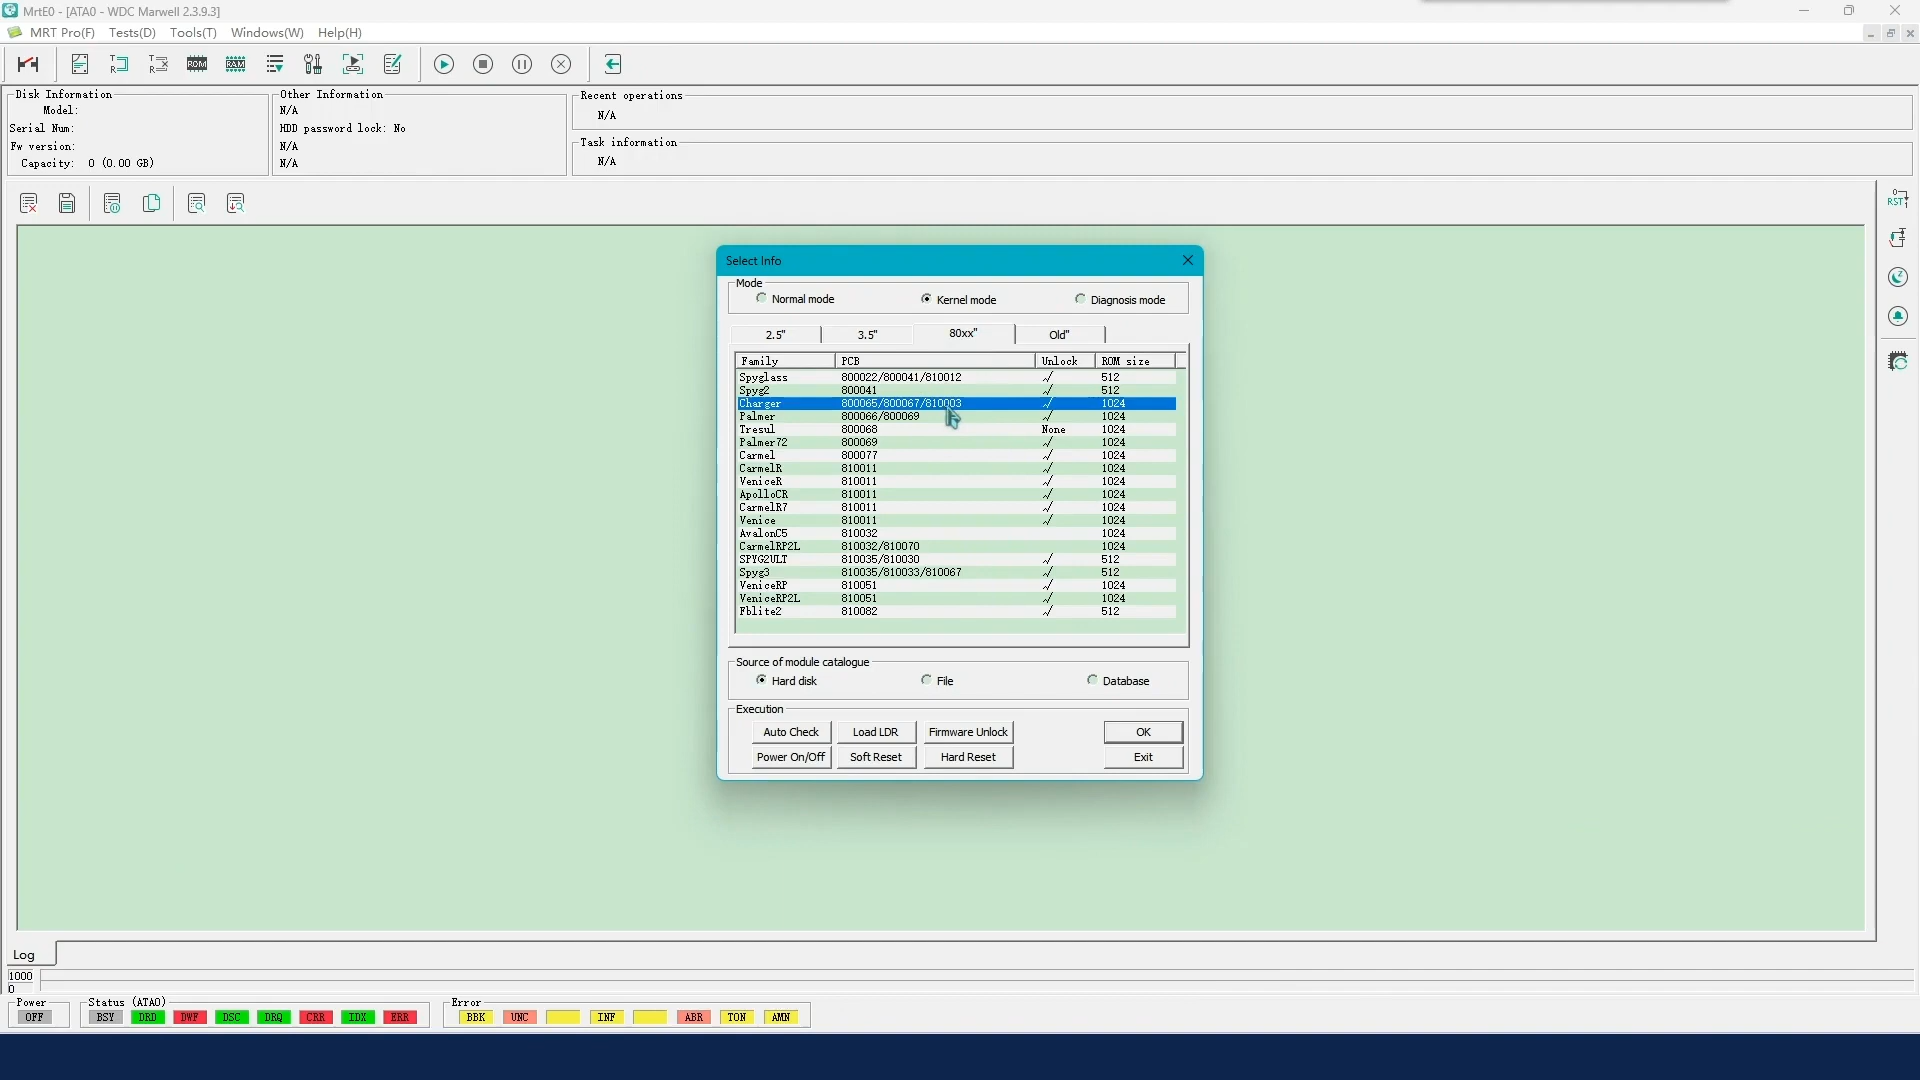 MrtE0 - [ATA0 - WDC Marwell 2.3.9.3]
MRT Pro(F) Tests(D) Tools(T) Windows(W) Help(H)
ROM RAM
Disk Information
Model:
Serial Num:
Fw version:
Capacity: 0 (0.00 GB)
Other Information
N/A
HDD password lock: No
N/A
N/A
Recent operations
N/A
Task information
N/A
RST
Select Info
Mode
Normal mode Kernel mode Diagnosis mode
2.5" 3.5" 80xx" Old"
Family PCB Unlock ROM size
Spyglass 800022/800041/810012 √ 512
Spyg2 800041 √ 512
Charger 800065/800067/810003 √ 1024
Palmer 800066/800069 √ 1024
Tresul 800068 None 1024
Palmer72 800069 √ 1024
Carmel 800077 √ 1024
CarmelR 810011 √ 1024
VeniceR 810011 √ 1024
ApolloCR 810011 √ 1024
CarmelR7 810011 √ 1024
Venice 810011 √ 1024
AvalonC5 810032 1024
CarmelRP2L 810032/810070 1024
SPYG2ULT 810035/810030 √ 512
Spyg3 810035/810033/810067 √ 512
VeniceRP 810051 √ 1024
VeniceRP2L 810051 √ 1024
Fblite2 810082 √ 512
Source of module catalogue
Hard disk File Database
Execution
Auto Check Load LDR Firmware Unlock OK
Power On/Off Soft Reset Hard Reset Exit
Log
1000
0
Power
OFF
Status (ATA0)
BSY DRD DWF DSC DRQ CRR IDX ERR
Error
BBK UNC INF ABR TON AMN